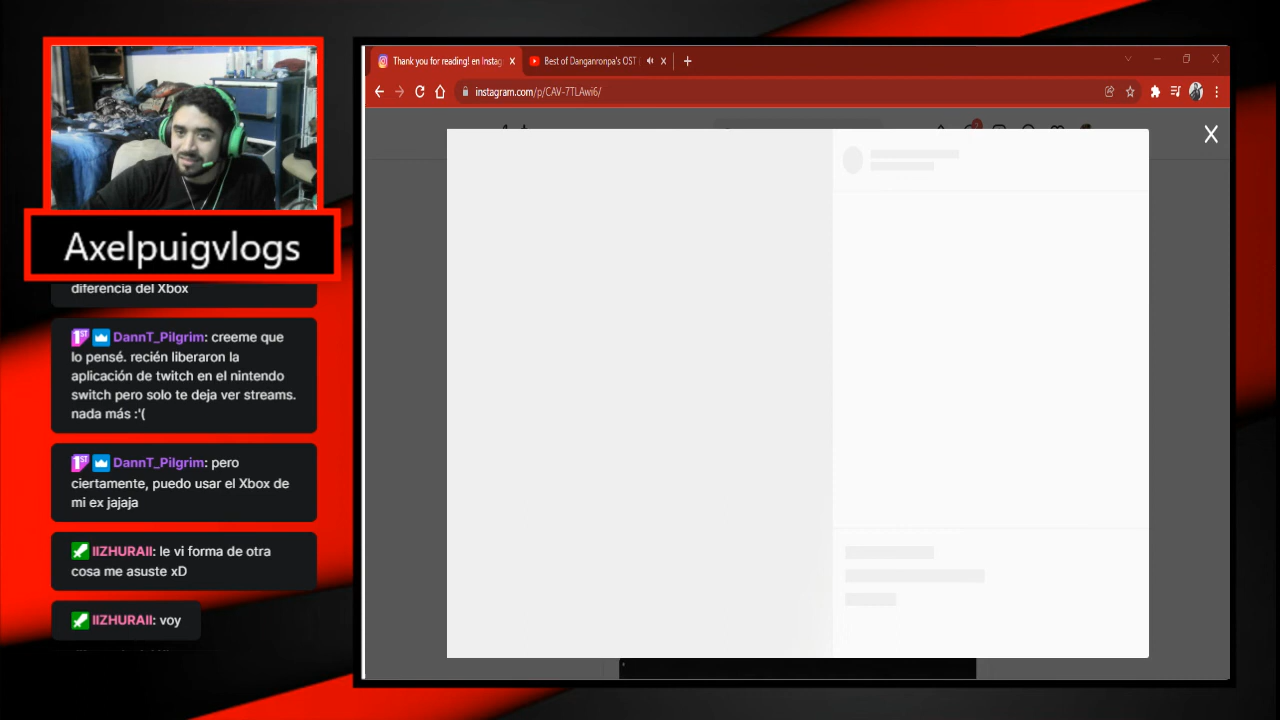 Thank you for reading! en Instag
Best of Danganronpa's OST
instagram.com/p/CAV-7TLAwi6/
Axelpuigvlogs
diferencia del Xbox
DannT_Pilgrim: creeme que
lo pensé. recién liberaron la
aplicación de twitch en el nintendo
switch pero solo te deja ver streams.
nada más :'(
DannT_Pilgrim: pero
ciertamente, puedo usar el Xbox de
mi ex jajaja
IIZHURAII: le vi forma de otra
cosa me asuste xD
IIZHURAII: voy